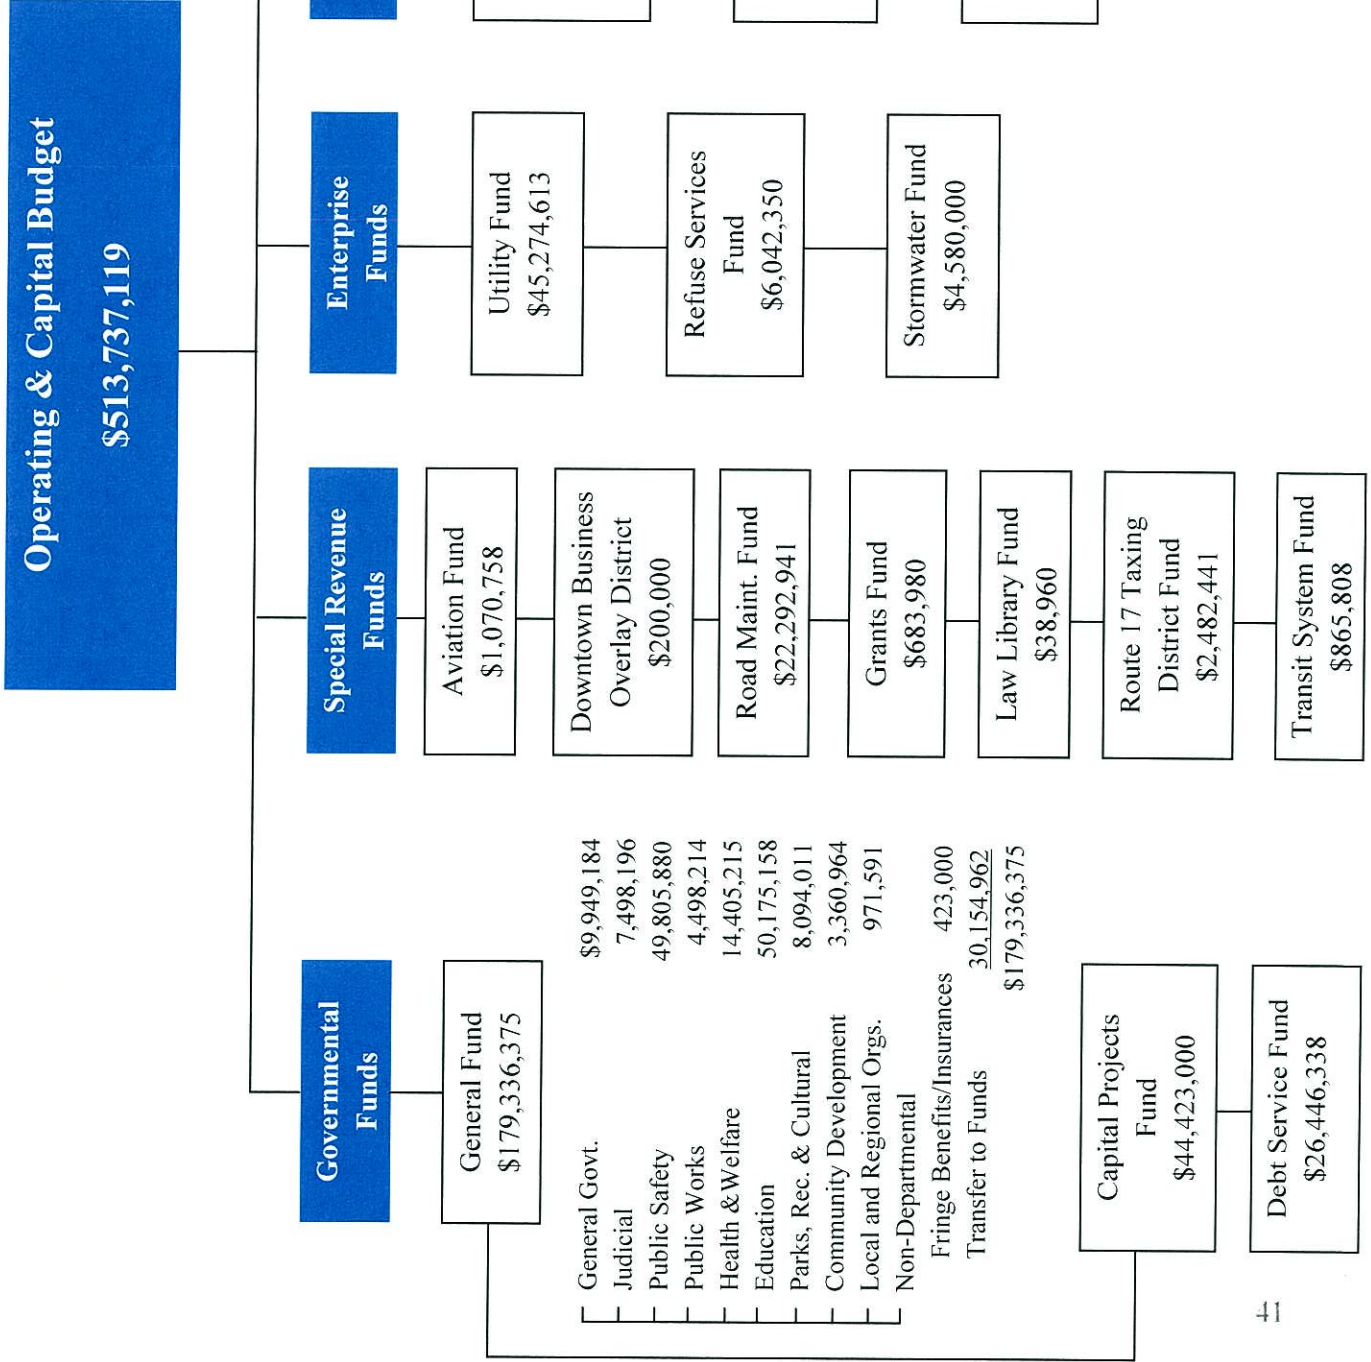 Operating & Capital Budget
$513,737,119
Governmental
Funds
General Fund
$179,336,375
General Govt. $9,949,184
Judicial 7,498,196
Public Safety 49,805,880
Public Works 4,498,214
Health & Welfare 14,405,215
Education 50,175,158
Parks, Rec. & Cultural 8,094,011
Community Development 3,360,964
Local and Regional Orgs. 971,591
Non-Departmental
Fringe Benefits/Insurances 423,000
Transfer to Funds 30,154,962
$179,336,375
Capital Projects
Fund
$44,423,000
Debt Service Fund
$26,446,338
Special Revenue
Funds
Aviation Fund
$1,070,758
Downtown Business
Overlay District
$200,000
Road Maint. Fund
$22,292,941
Grants Fund
$683,980
Law Library Fund
$38,960
Route 17 Taxing
District Fund
$2,482,441
Transit System Fund
$865,808
Enterprise
Funds
Utility Fund
$45,274,613
Refuse Services
Fund
$6,042,350
Stormwater Fund
$4,580,000
41